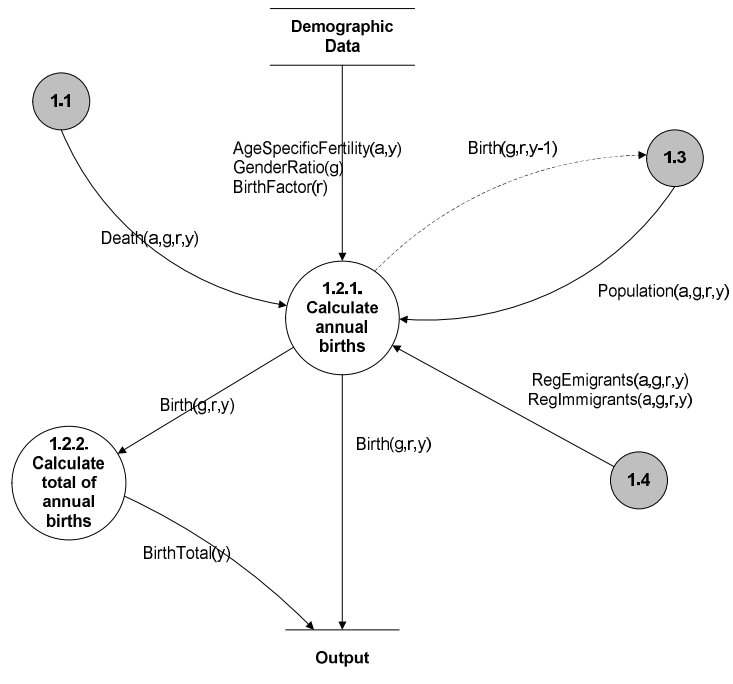 Demographic
Data
1.1
AgeSpecificFertility(a,y)
GenderRatio(g)
BirthFactor(r)
Birth(g,r,y-1)
1.3
Death(a,g,r,y)
1.2.1.
Calculate
annual
births
Population(a,g,r,y)
RegEmigrants(a,g,r,y)
RegImmigrants(a,g,r,y)
Birth(g,r,y)
Birth(g,r,y)
1.2.2.
Calculate
total of
annual
births
1.4
BirthTotal(y)
Output